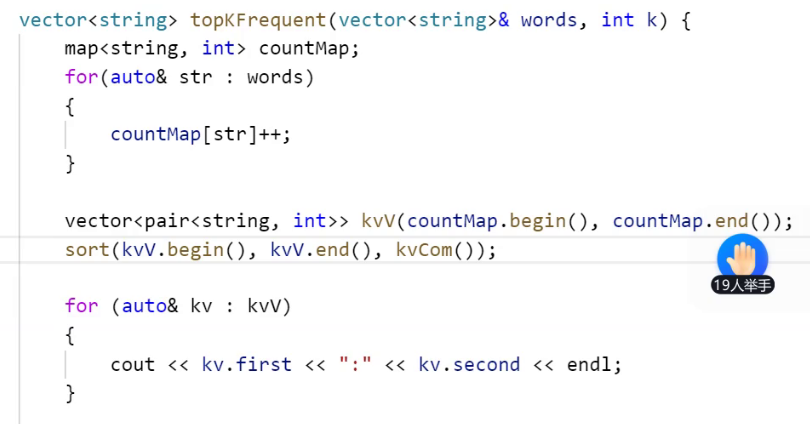 vector<string> topKFrequent(vector<string>& words, int k) {
map<string, int> countMap;
for(auto& str : words)
{
countMap[str]++;
}
vector<pair<string, int>> kvV(countMap.begin(), countMap.end());
sort(kvV.begin(), kvV.end(), kvCom());
19人举手
for (auto& kv : kvV)
{
cout << kv.first << ":" << kv.second << endl;
}